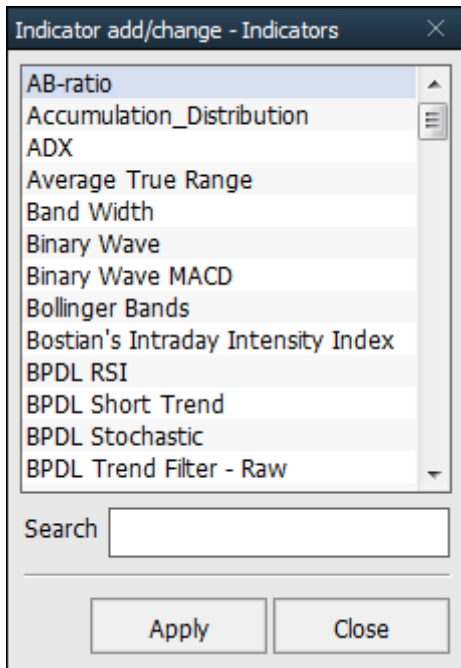 Indicator add/change - Indicators
AB-ratio
Accumulation_Distribution
ADX
Average True Range
Band Width
Binary Wave
Binary Wave MACD
Bollinger Bands
Bostian's Intraday Intensity Index
BPDL RSI
BPDL Short Trend
BPDL Stochastic
BPDL Trend Filter - Raw
Search
Apply
Close